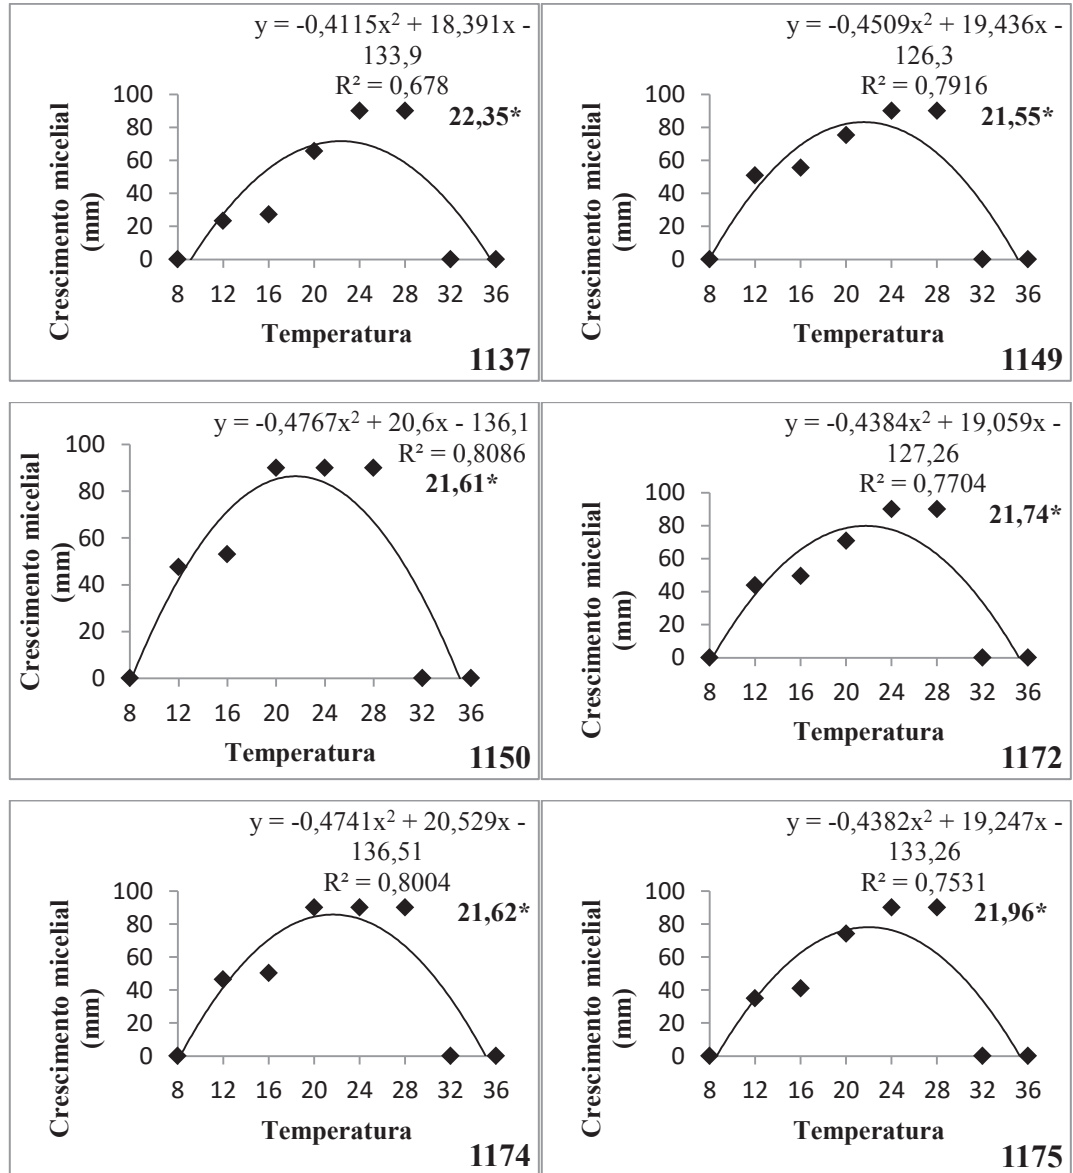 y = -0,4115x² + 18,391x -
133,9
R² = 0,678
22,35*
Crescimento micelial
(mm)
100
80
60
40
20
0
8 12 16 20 24 28 32 36
Temperatura
1137
y = -0,4509x² + 19,436x -
126,3
R² = 0,7916
21,55*
Crescimento micelial
(mm)
100
80
60
40
20
0
8 12 16 20 24 28 32 36
Temperatura
1149
y = -0,4767x² + 20,6x - 136,1
R² = 0,8086
21,61*
Crescimento micelial
(mm)
100
80
60
40
20
0
8 12 16 20 24 28 32 36
Temperatura
1150
y = -0,4384x² + 19,059x -
127,26
R² = 0,7704
21,74*
Crescimento micelial
(mm)
100
80
60
40
20
0
8 12 16 20 24 28 32 36
Temperatura
1172
y = -0,4741x² + 20,529x -
136,51
R² = 0,8004
21,62*
Crescimento micelial
(mm)
100
80
60
40
20
0
8 12 16 20 24 28 32 36
Temperatura
1174
y = -0,4382x² + 19,247x -
133,26
R² = 0,7531
21,96*
Crescimento micelial
(mm)
100
80
60
40
20
0
8 12 16 20 24 28 32 36
Temperatura
1175